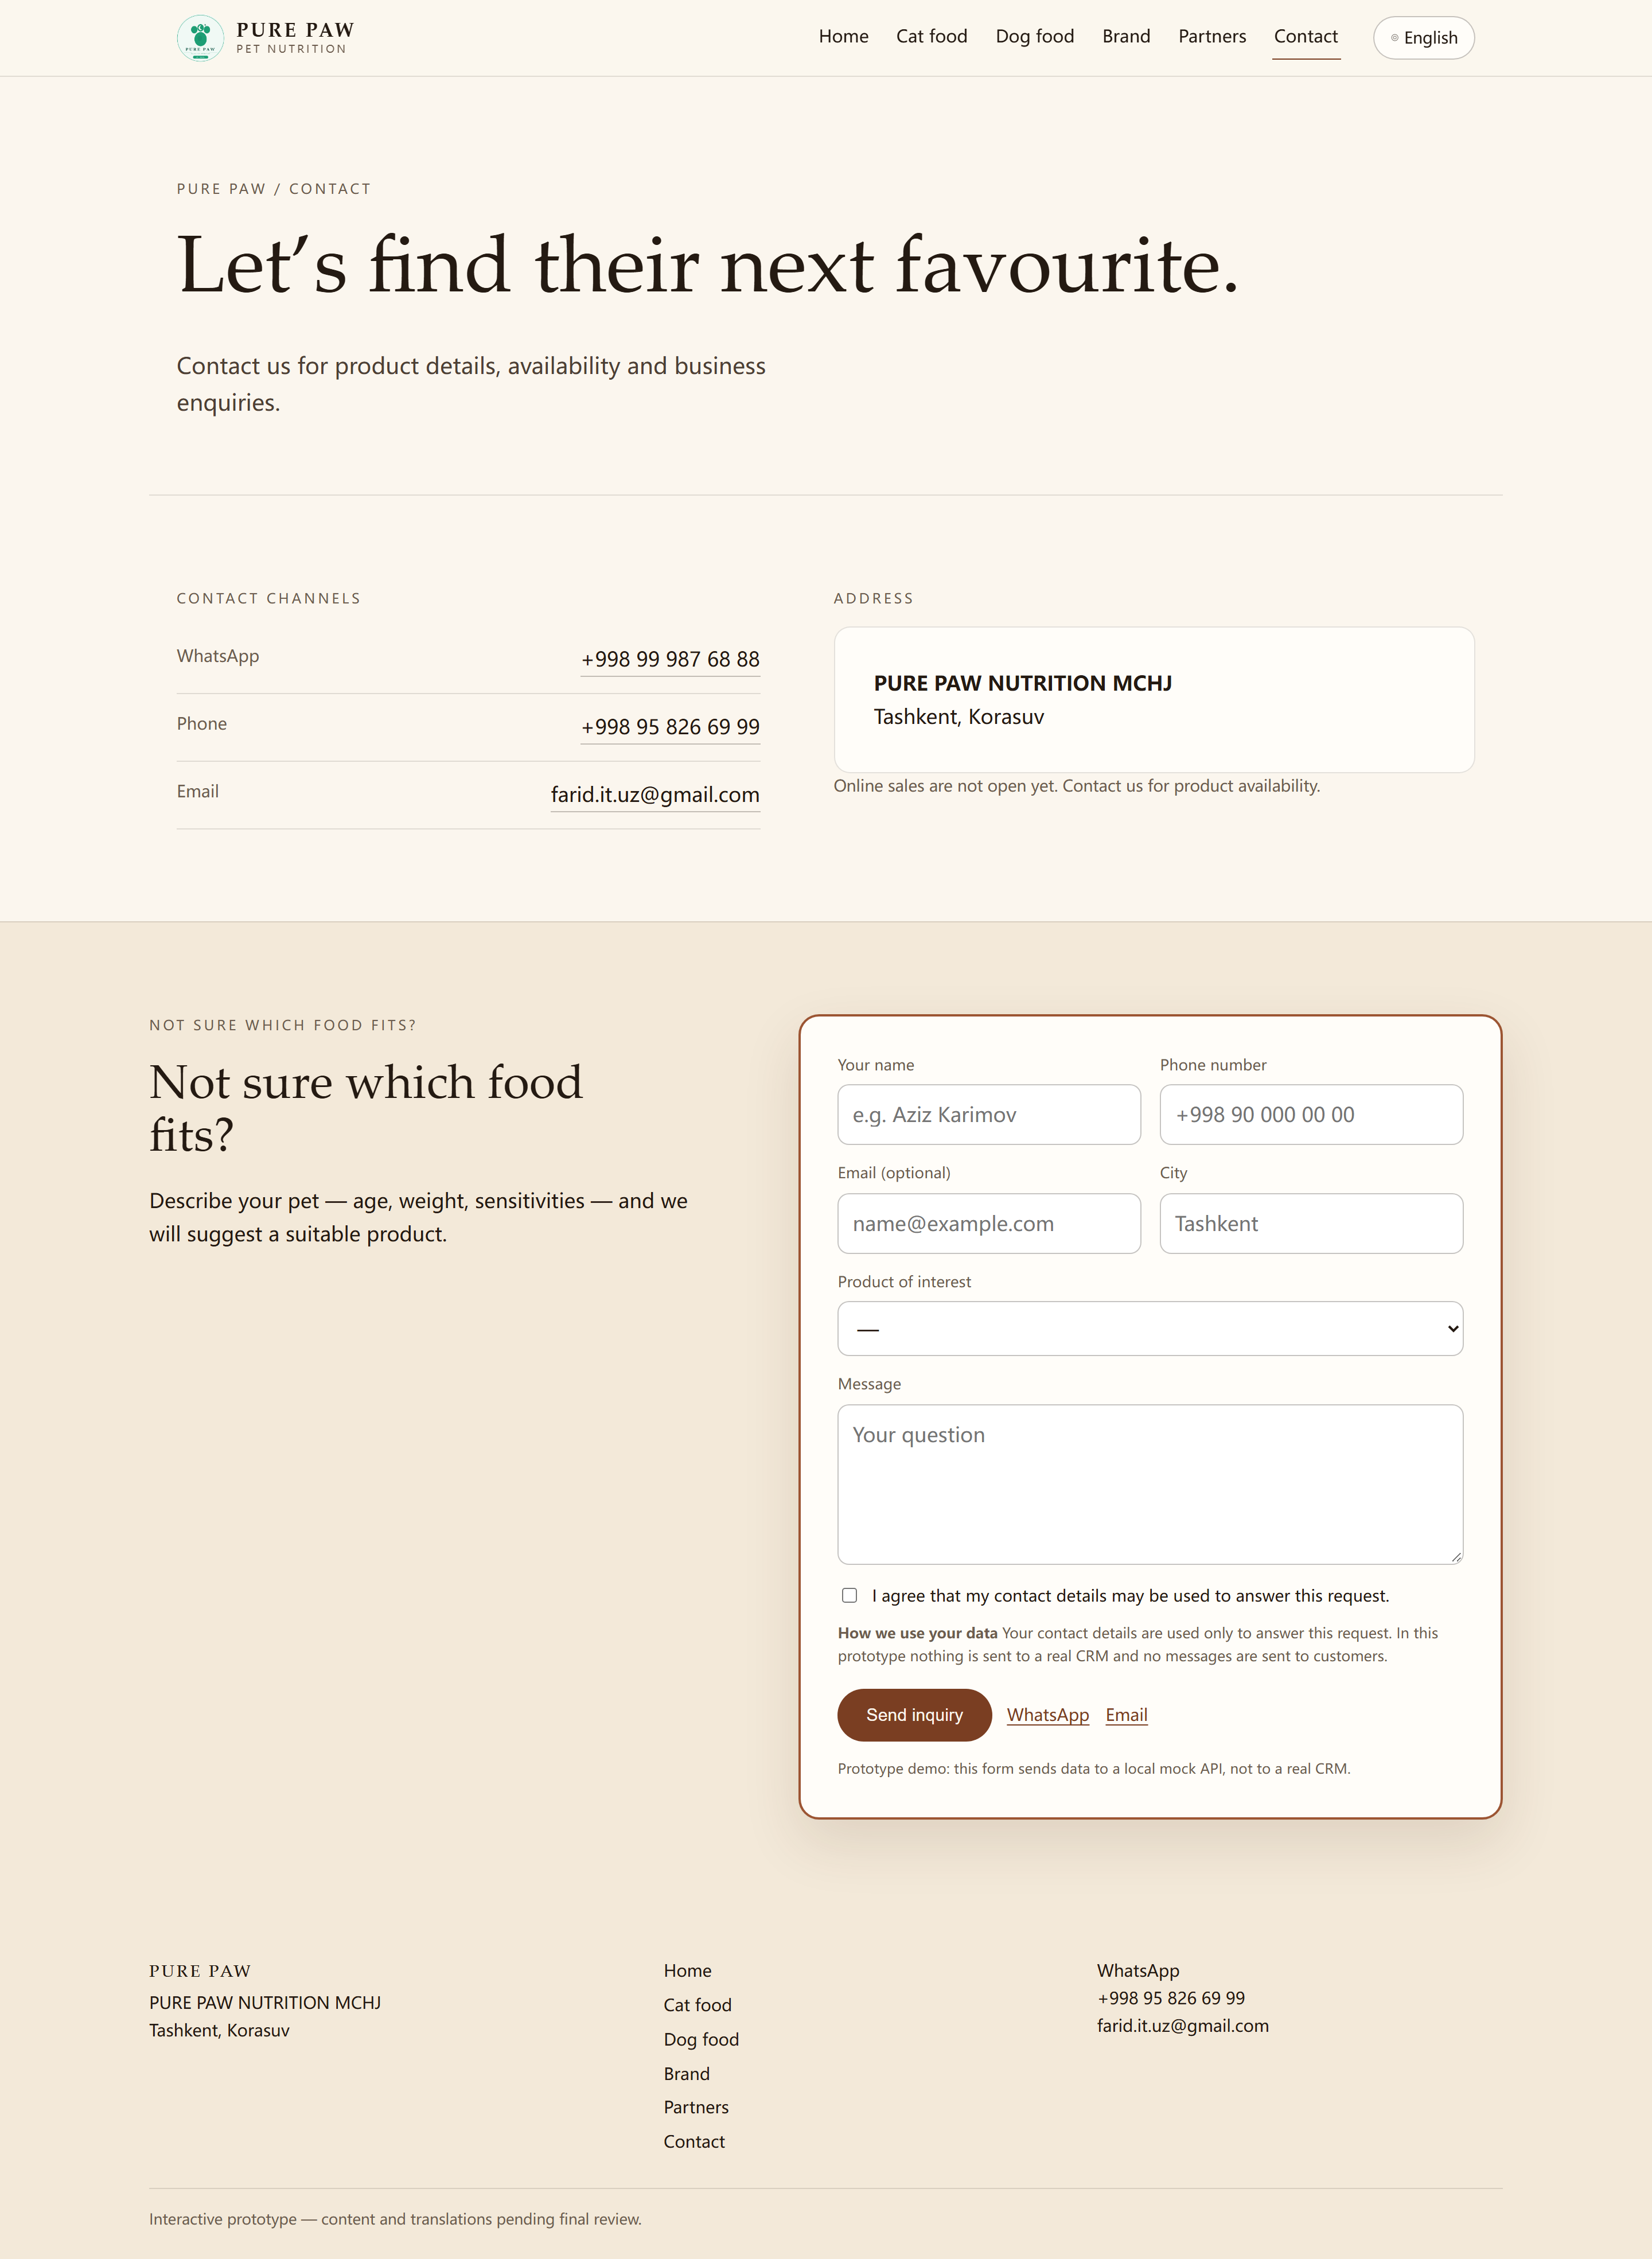 PURE PAW
PET NUTRITION
Home
Cat food
Dog food
Brand
Partners
Contact
English
PURE PAW / CONTACT
Let’s find their next favourite.
Contact us for product details, availability and business
enquiries.
CONTACT CHANNELS
WhatsApp
+998 99 987 68 88
Phone
+998 95 826 69 99
Email
farid.it.uz@gmail.com
ADDRESS
PURE PAW NUTRITION MCHJ
Tashkent, Korasuv
Online sales are not open yet. Contact us for product availability.
NOT SURE WHICH FOOD FITS?
Not sure which food
fits?
Describe your pet — age, weight, sensitivities — and we
will suggest a suitable product.
Your name
e.g. Aziz Karimov
Phone number
+998 90 000 00 00
Email (optional)
name@example.com
City
Tashkent
Product of interest
—
Message
Your question
I agree that my contact details may be used to answer this request.
How we use your data Your contact details are used only to answer this request. In this
prototype nothing is sent to a real CRM and no messages are sent to customers.
Send inquiry
WhatsApp
Email
Prototype demo: this form sends data to a local mock API, not to a real CRM.
PURE PAW
PURE PAW NUTRITION MCHJ
Tashkent, Korasuv
Home
Cat food
Dog food
Brand
Partners
Contact
WhatsApp
+998 95 826 69 99
farid.it.uz@gmail.com
Interactive prototype — content and translations pending final review.